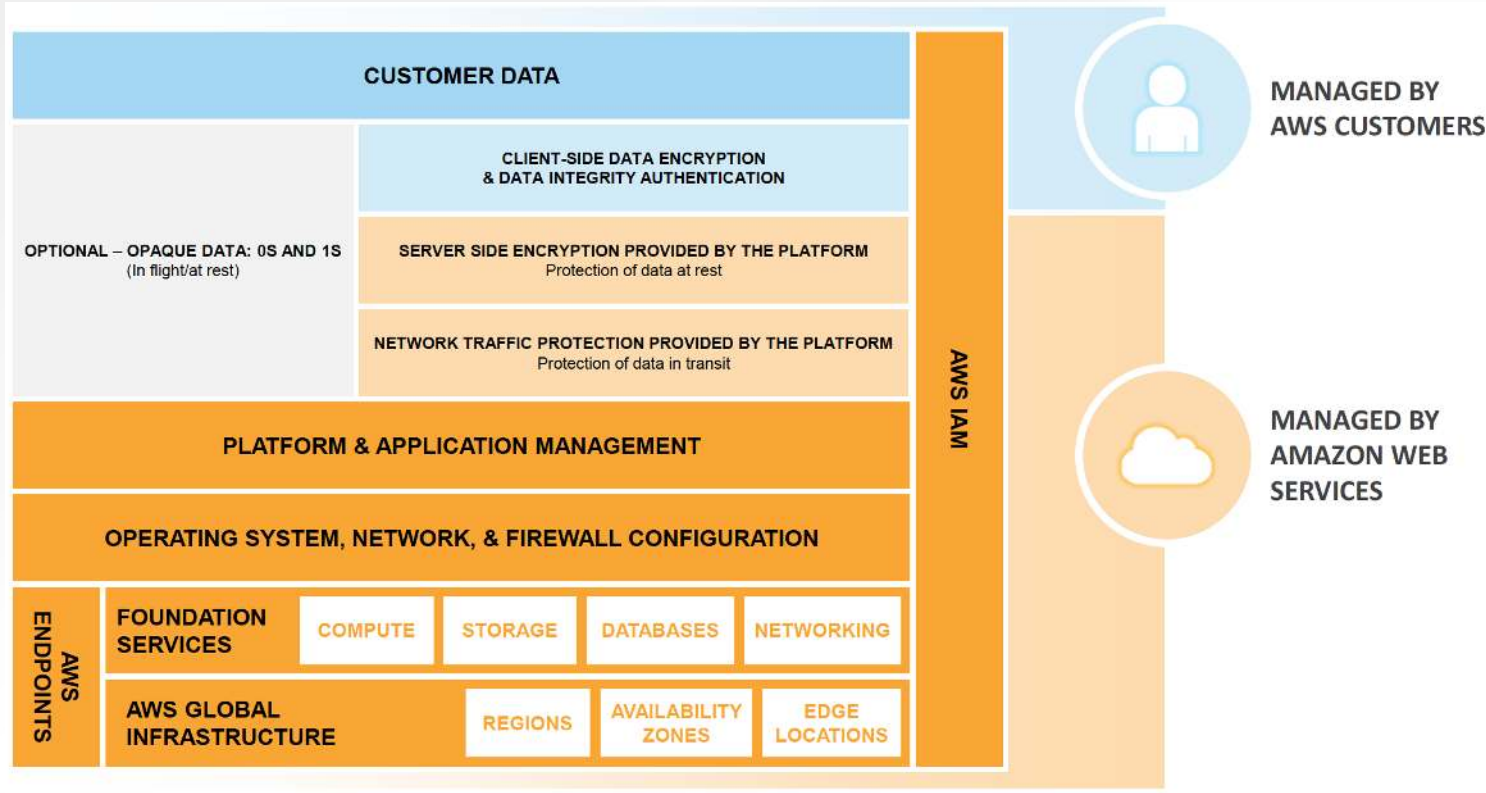 CUSTOMER DATA
MANAGED BY
AWS CUSTOMERS
CLIENT-SIDE DATA ENCRYPTION
& DATA INTEGRITY AUTHENTICATION
OPTIONAL – OPAQUE DATA: 0S AND 1S
(In flight/at rest)
SERVER SIDE ENCRYPTION PROVIDED BY THE PLATFORM
Protection of data at rest
NETWORK TRAFFIC PROTECTION PROVIDED BY THE PLATFORM
Protection of data in transit
AWS IAM
MANAGED BY
AMAZON WEB
SERVICES
PLATFORM & APPLICATION MANAGEMENT
OPERATING SYSTEM, NETWORK, & FIREWALL CONFIGURATION
AWS
ENDPOINTS
FOUNDATION
SERVICES
COMPUTE
STORAGE
DATABASES
NETWORKING
AWS GLOBAL
INFRASTRUCTURE
REGIONS
AVAILABILITY
ZONES
EDGE
LOCATIONS